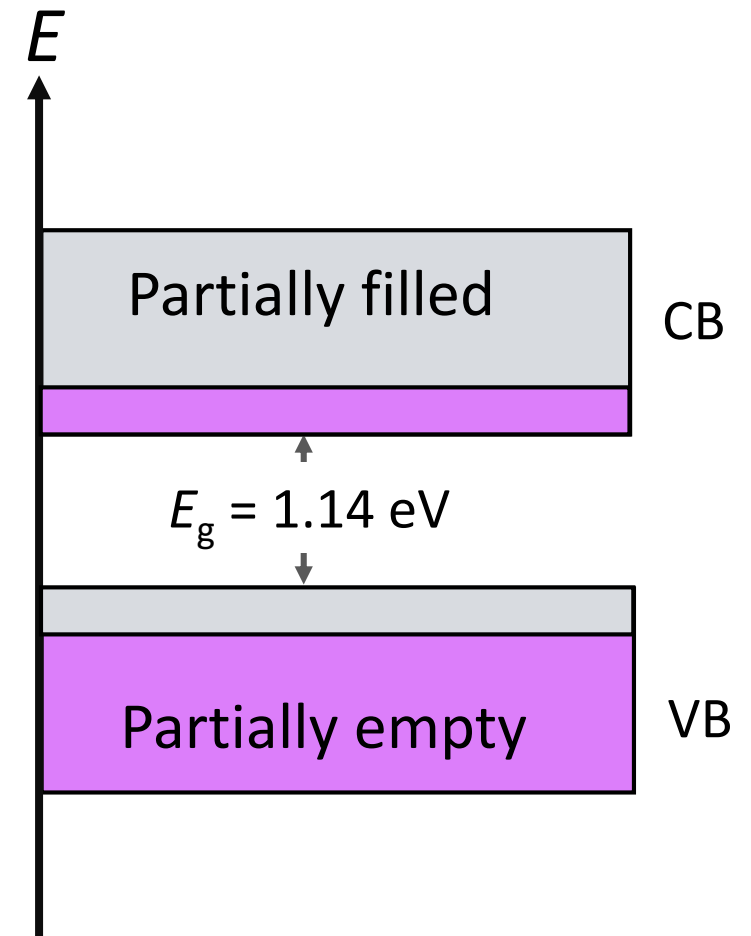 E
Partially filled
CB
Eg = 1.14 eV
Partially empty
VB